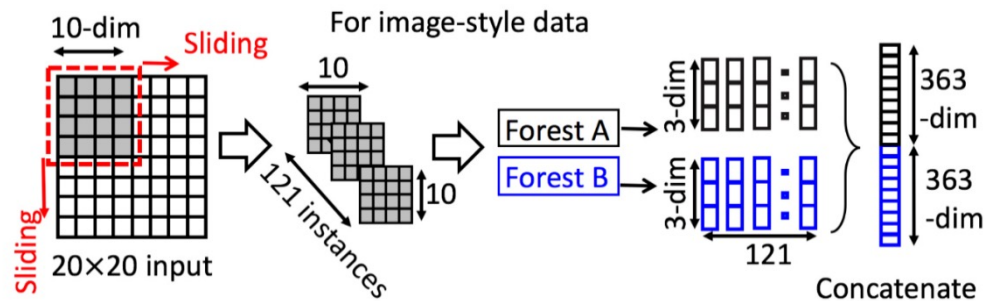 For image-style data
10-dim
Sliding
Sliding
20×20 input
10
10
121 instances
Forest A
Forest B
3-dim
3-dim
121
363
-dim
363
-dim
Concatenate